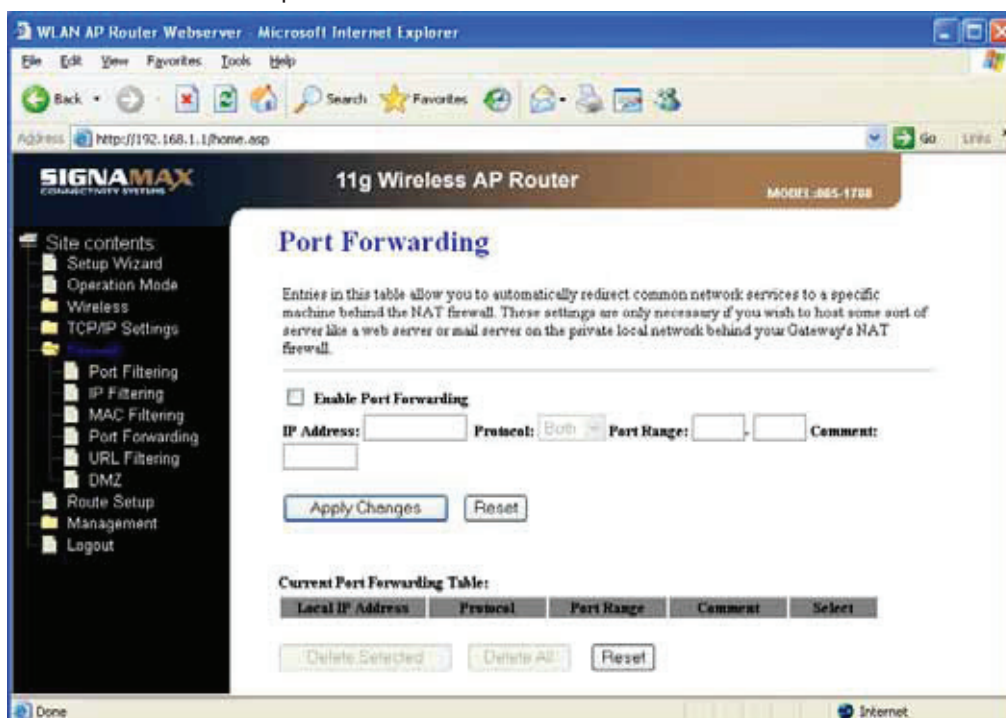 WLAN AP Router Webserver - Microsoft Internet Explorer
File Edit View Favorites Tools Help
Back Search Favorites
Address http://192.168.1.1/home.asp Go Links
SIGNAMAX
CONNECTIVITY SYSTEMS
11g Wireless AP Router
MODEL :065-1788
Site contents:
Setup Wizard
Operation Mode
Wireless
TCP/IP Settings
Firewall
Port Filtering
IP Filtering
MAC Filtering
Port Forwarding
URL Filtering
DMZ
Route Setup
Management
Logout
Port Forwarding
Entries in this table allow you to automatically redirect common network services to a specific
machine behind the NAT firewall. These settings are only necessary if you wish to host some sort of
server like a web server or mail server on the private local network behind your Gateway's NAT
firewall.
Enable Port Forwarding
IP Address: Protocol: Both Port Range: - Comment:
Apply Changes Reset
Current Port Forwarding Table:
Local IP Address Protocol Port Range Comment Select
Delete Selected Delete All Reset
Done Internet